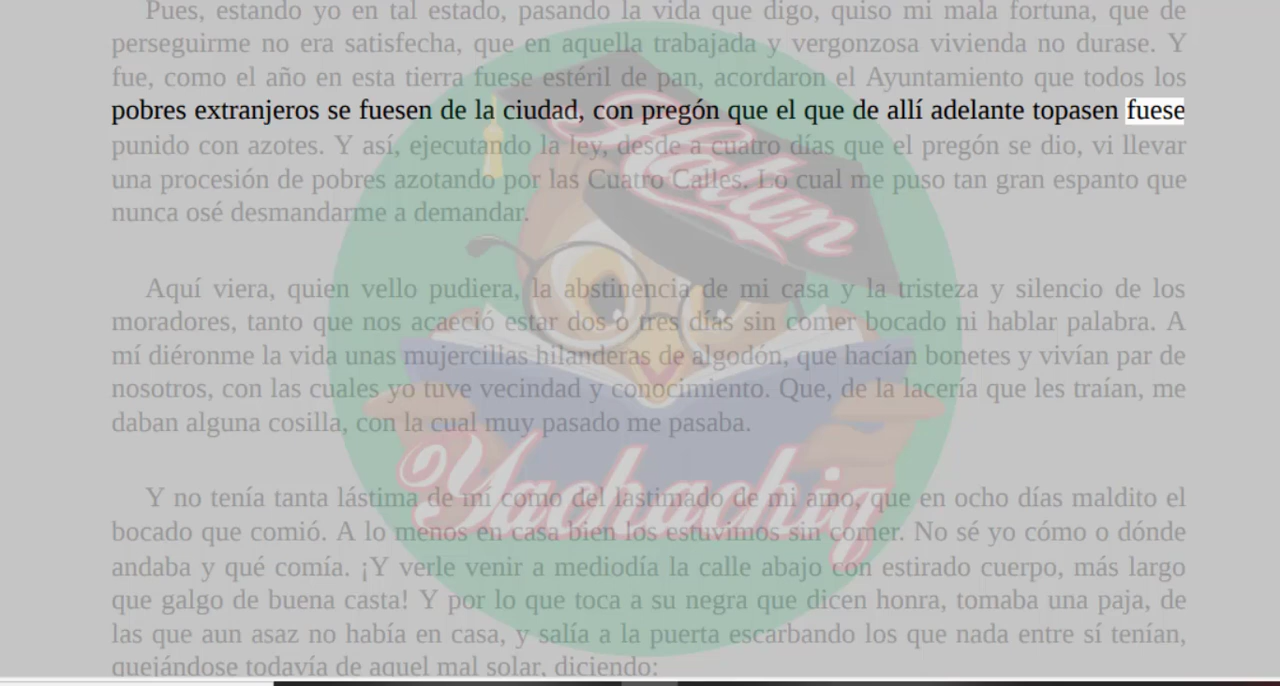 Pues, estando yo en tal estado, pasando la vida que digo, quiso mi mala fortuna, que de
perseguirme no era satisfecha, que en aquella trabajada y vergonzosa vivienda no durase. Y
fue, como el año en esta tierra fuese estéril de pan, acordaron el Ayuntamiento que todos los
pobres extranjeros se fuesen de la ciudad, con pregón que el que de allí adelante topasen fuese
punido con azotes. Y así, ejecutando la ley, desde a cuatro días que el pregón se dio, vi llevar
una procesión de pobres azotando por las Cuatro Calles. Lo cual me puso tan gran espanto que
nunca osé desmandarme a demandar.
Aquí viera, quien vello pudiera, la abstinencia de mi casa y la tristeza y silencio de los
moradores, tanto que nos acaeció estar dos o tres días sin comer bocado ni hablar palabra. A
mí diéronme la vida unas mujercillas hilanderas de algodón, que hacían bonetes y vivían par de
nosotros, con las cuales yo tuve vecindad y conocimiento. Que, de la lacería que les traían, me
daban alguna cosilla, con la cual muy pasado me pasaba.
Y no tenía tanta lástima de mí como del lastimado de mi amo, que en ocho días maldito el
bocado que comió. A lo menos en casa bien los estuvimos sin comer. No sé yo cómo o dónde
andaba y qué comía. ¡Y verle venir a mediodía la calle abajo con estirado cuerpo, más largo
que galgo de buena casta! Y por lo que toca a su negra que dicen honra, tomaba una paja, de
las que aun asaz no había en casa, y salía a la puerta escarbando los que nada entre sí tenían,
quejándose todavía de aquel mal solar, diciendo:
Hatun
Yachachiq